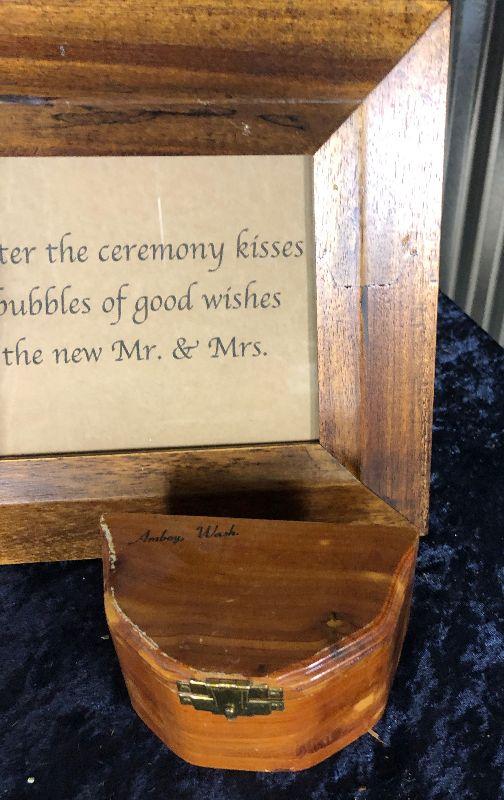 ter the ceremony kisses
bubbles of good wishes
the new Mr. & Mrs.
Amboy, Wash.